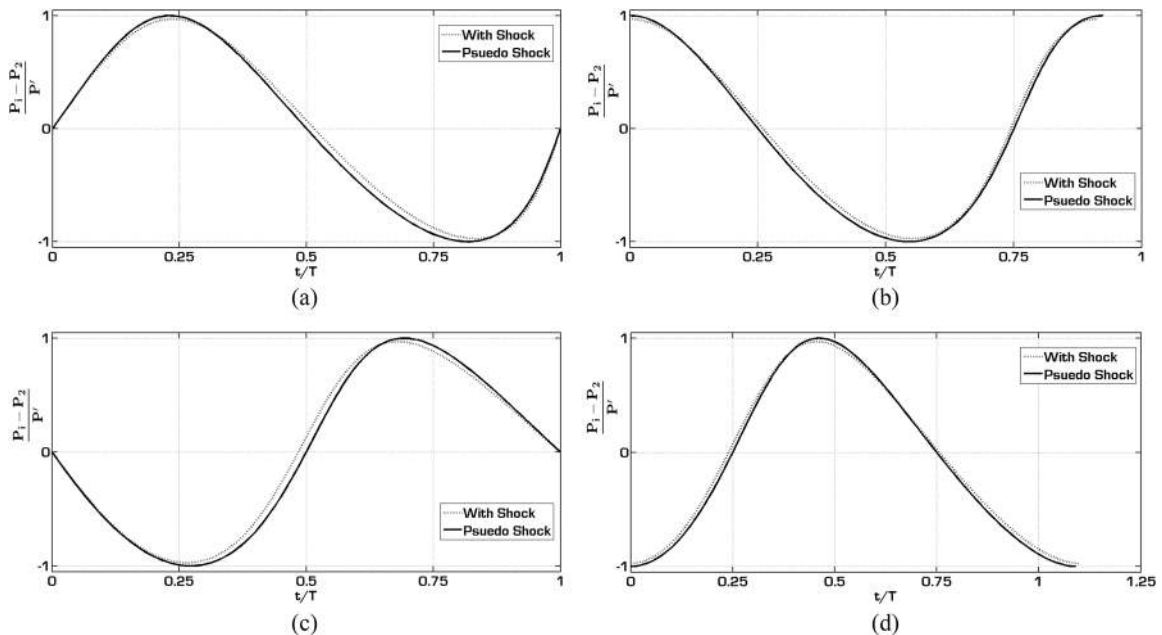 1
With Shock
Psuedo Shock
P_i − P_2
P′
0
-1
0 0.25 0.5 0.75 1
t/T
(a)
1
P_i − P_2
P′
0
With Shock
Psuedo Shock
-1
0 0.25 0.5 0.75 1
t/T
(b)
1
P_i − P_2
P′
0
With Shock
Psuedo Shock
-1
0 0.25 0.5 0.75 1
t/T
(c)
1
With Shock
Psuedo Shock
P_i − P_2
P′
0
-1
0 0.25 0.5 0.75 1 1.25
t/T
(d)